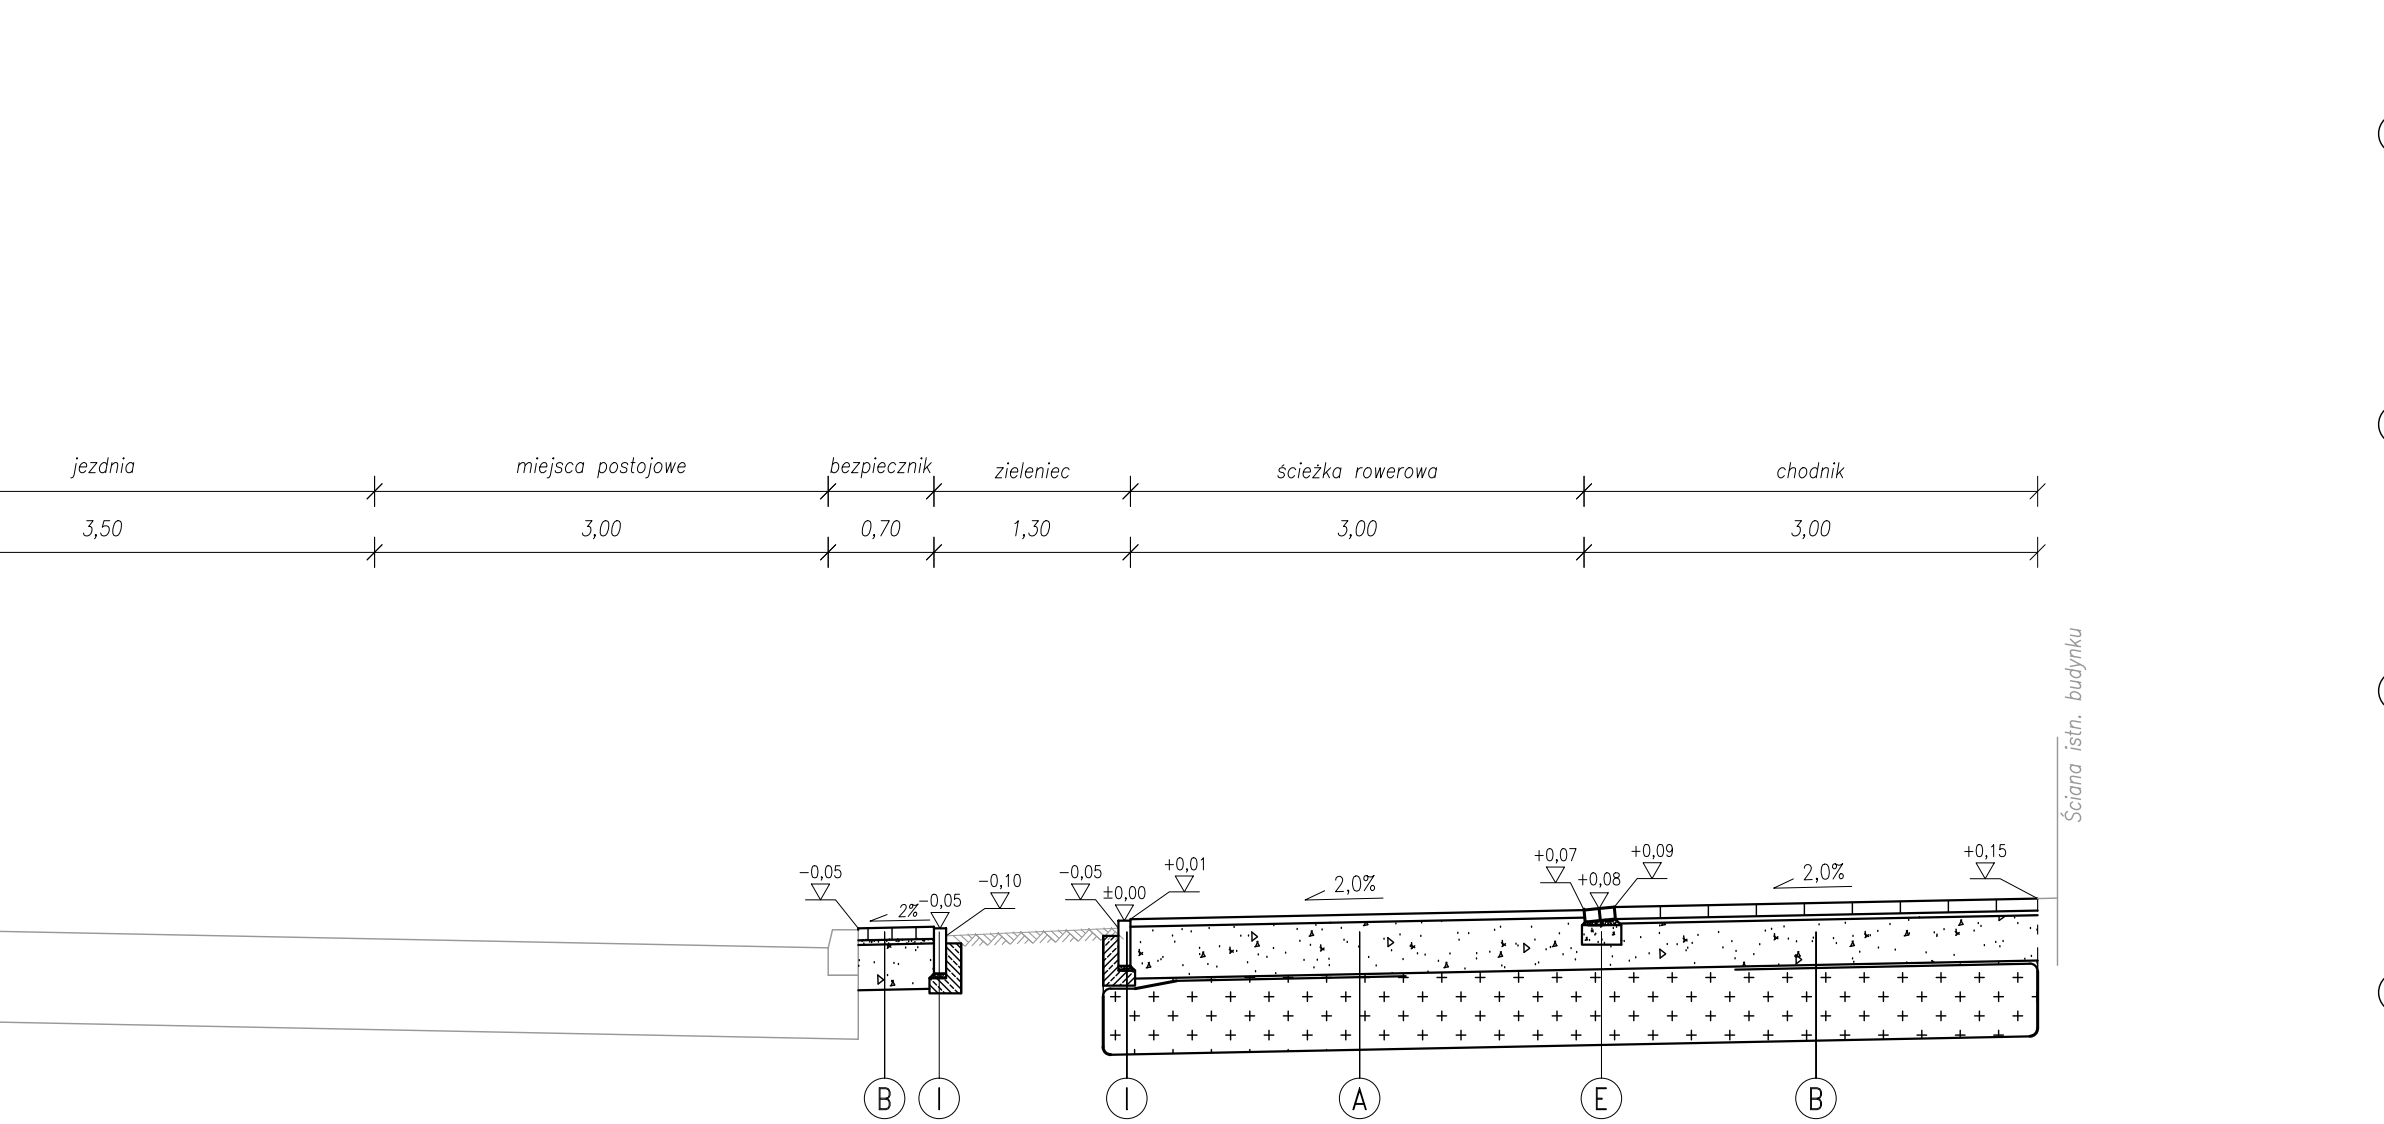 jezdnia
miejsca postojowe
bezpiecznik
zieleniec
ścieżka rowerowa
chodnik
3,50
3,00
0,70
1,30
3,00
3,00
Ściana istn. budynku
-0,05
2%
-0,05
-0,10
-0,05
±0,00
+0,01
2,0%
+0,07
+0,08
+0,09
2,0%
+0,15
B
I
I
A
E
B